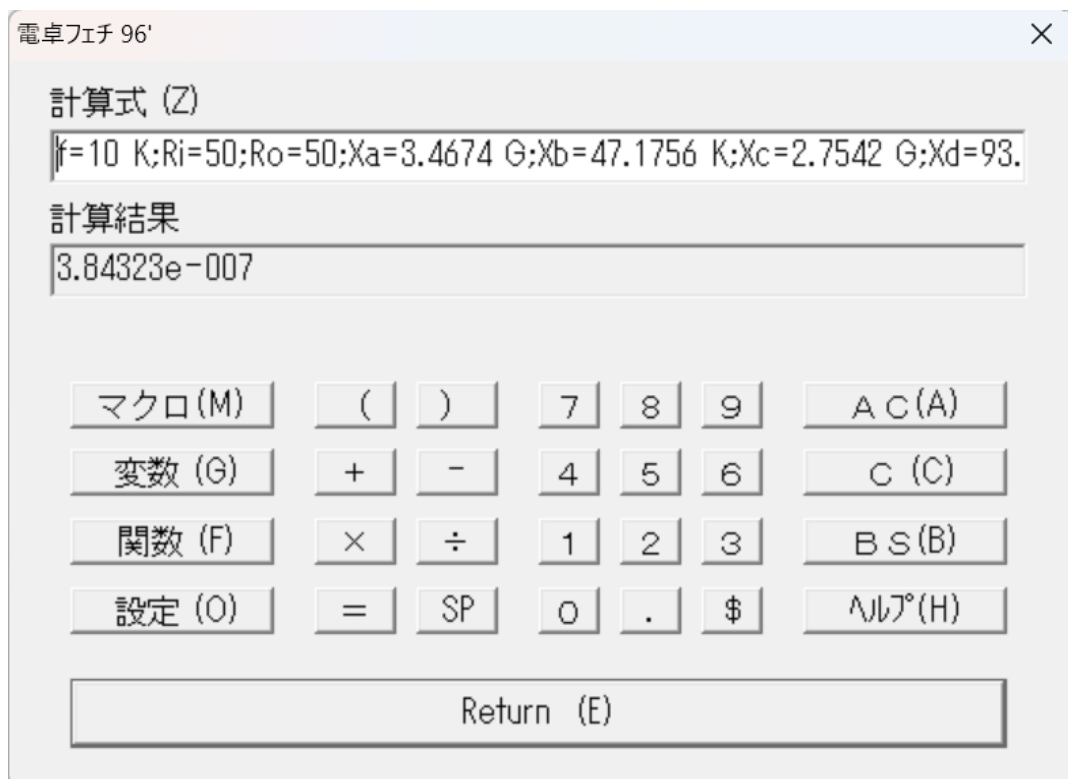 電卓フェチ 96'
計算式 (Z)
f=10 K;Ri=50;Ro=50;Xa=3.4674 G;Xb=47.1756 K;Xc=2.7542 G;Xd=93.
計算結果
3.84323e-007
マクロ(M) ( ) 7 8 9 AC(A)
変数 (G) + - 4 5 6 C (C)
関数 (F) × ÷ 1 2 3 BS(B)
設定 (O) = SP 0 . $ ヘルプ(H)
Return (E)